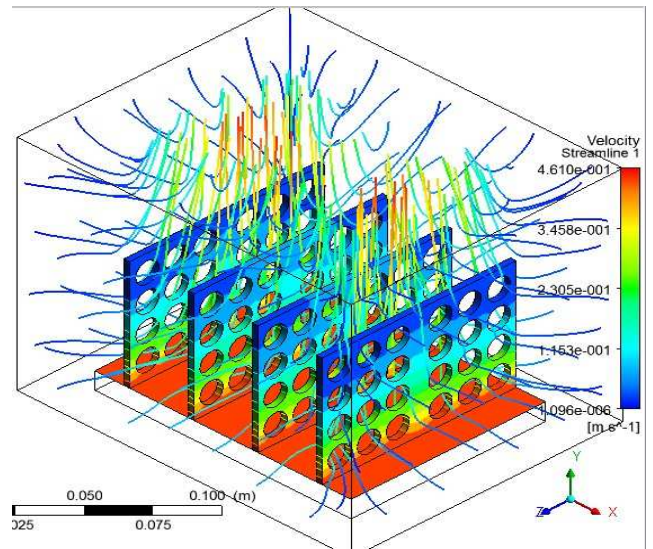 Velocity
Streamline 1
4.610e-001
3.458e-001
2.305e-001
1.153e-001
1.096e-006
[m s^-1]
0.050
0.100 (m)
025
0.075
Y
Z
X